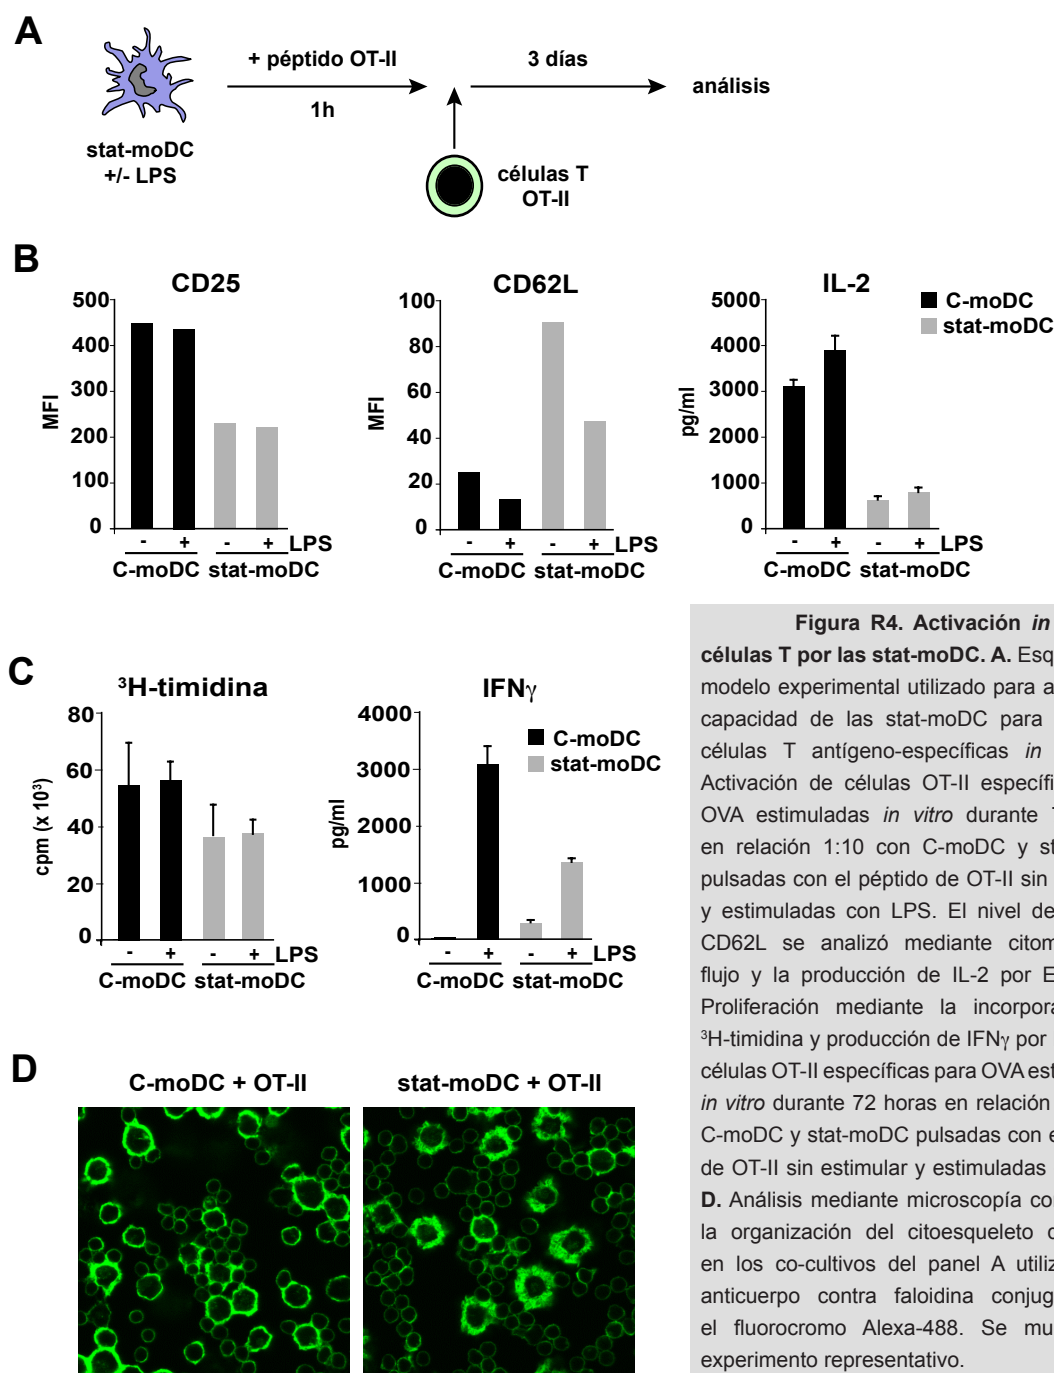 A
+ péptido OT-II
3 días
1h
análisis
stat-moDC
+/- LPS
células T
OT-II
B
CD25
500
400
300
200
100
0
MFI
- + - + LPS
C-moDC stat-moDC
CD62L
100
80
60
40
20
0
MFI
- + - + LPS
C-moDC stat-moDC
IL-2
5000
4000
3000
2000
1000
0
pg/ml
- + - + LPS
C-moDC stat-moDC
C-moDC
stat-moDC
C
³H-timidina
80
60
40
20
0
cpm (x 10³)
- + - + LPS
C-moDC stat-moDC
IFNγ
4000
3000
2000
1000
0
pg/ml
- + - + LPS
C-moDC stat-moDC
C-moDC
stat-moDC
D
C-moDC + OT-II
stat-moDC + OT-II
Figura R4. Activación in
células T por las stat-moDC. A. Esq
modelo experimental utilizado para a
capacidad de las stat-moDC para
células T antígeno-específicas in
Activación de células OT-II específi
OVA estimuladas in vitro durante
en relación 1:10 con C-moDC y st
pulsadas con el péptido de OT-II sin
y estimuladas con LPS. El nivel de
CD62L se analizó mediante citom
flujo y la producción de IL-2 por E
Proliferación mediante la incorpora
³H-timidina y producción de IFNγ por
células OT-II específicas para OVA est
in vitro durante 72 horas en relación
C-moDC y stat-moDC pulsadas con e
de OT-II sin estimular y estimuladas
D. Análisis mediante microscopía co
la organización del citoesqueleto d
en los co-cultivos del panel A utiliz
anticuerpo contra faloidina conjug
el fluorocromo Alexa-488. Se mu
experimento representativo.